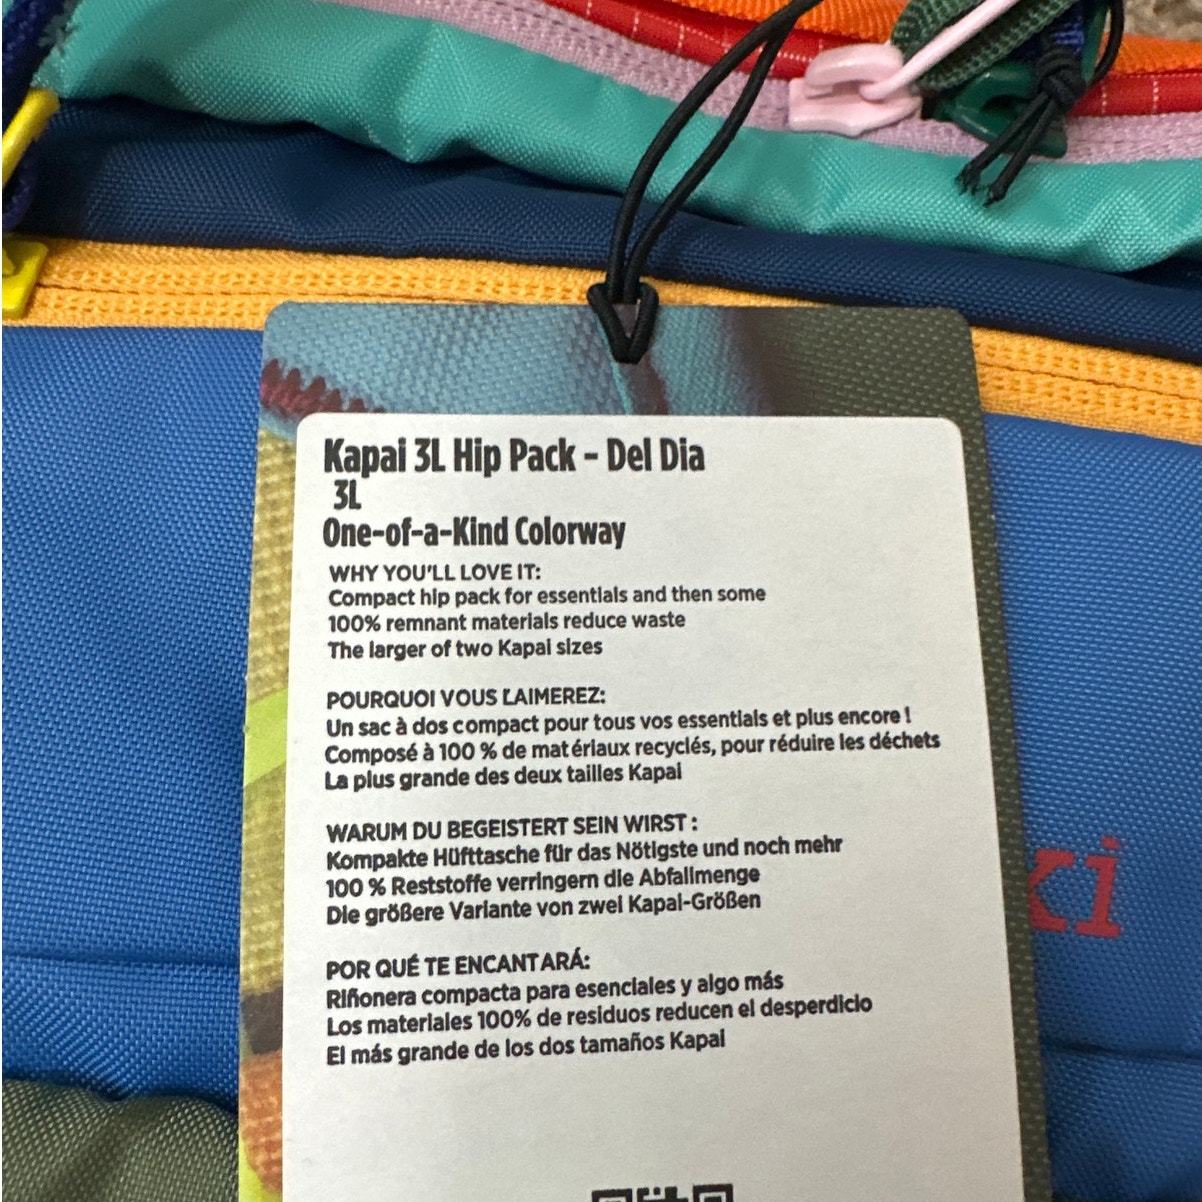 Kapai 3L Hip Pack - Del Dia
3L
One-of-a-Kind Colorway
WHY YOU'LL LOVE IT:
Compact hip pack for essentials and then some
100% remnant materials reduce waste
The larger of two Kapai sizes
POURQUOI VOUS L'AIMEREZ:
Un sac à dos compact pour tous vos essentials et plus encore !
Composé à 100 % de matériaux recyclés, pour réduire les déchets
La plus grande des deux tailles Kapai
WARUM DU BEGEISTERT SEIN WIRST :
Kompakte Hüfttasche für das Nötigste und noch mehr
100 % Reststoffe verringern die Abfallmenge
Die größere Variante von zwei Kapai-Größen
POR QUÉ TE ENCANTARÁ:
Riñonera compacta para esenciales y algo más
Los materiales 100% de residuos reducen el desperdicio
El más grande de los dos tamaños Kapai